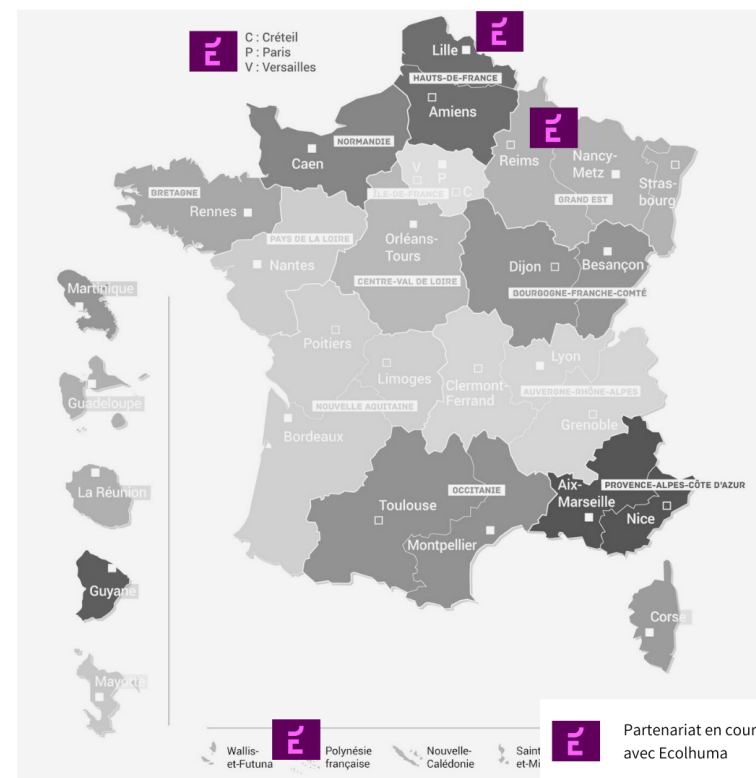 C : Créteil
P : Paris
V : Versailles
Lille
HAUTS-DE-FRANCE
Amiens
NORMANDIE
Caen
Reims
Nancy-
Metz
Stras-
bourg
V
P
C
ÎLE-DE-FRANCE
GRAND EST
BRETAGNE
Rennes
PAYS DE LA LOIRE
Orléans-
Tours
Nantes
Dijon
Besançon
CENTRE-VAL DE LOIRE
BOURGOGNE-FRANCHE-COMTÉ
Martinique
Poitiers
Lyon
Limoges
Clermont-
Ferrand
AUVERGNE-RHÔNE-ALPES
Guadeloupe
NOUVELLE AQUITAINE
Grenoble
Bordeaux
La Réunion
OCCITANIE
Aix-
Marseille
PROVENCE-ALPES-CÔTE D'AZUR
Toulouse
Nice
Montpellier
Guyane
Corse
Mayotte
Wallis-
et-Futuna
Polynésie
française
Nouvelle-
Calédonie
Saint
et-Mi
Partenariat en cour
avec Ecolhuma